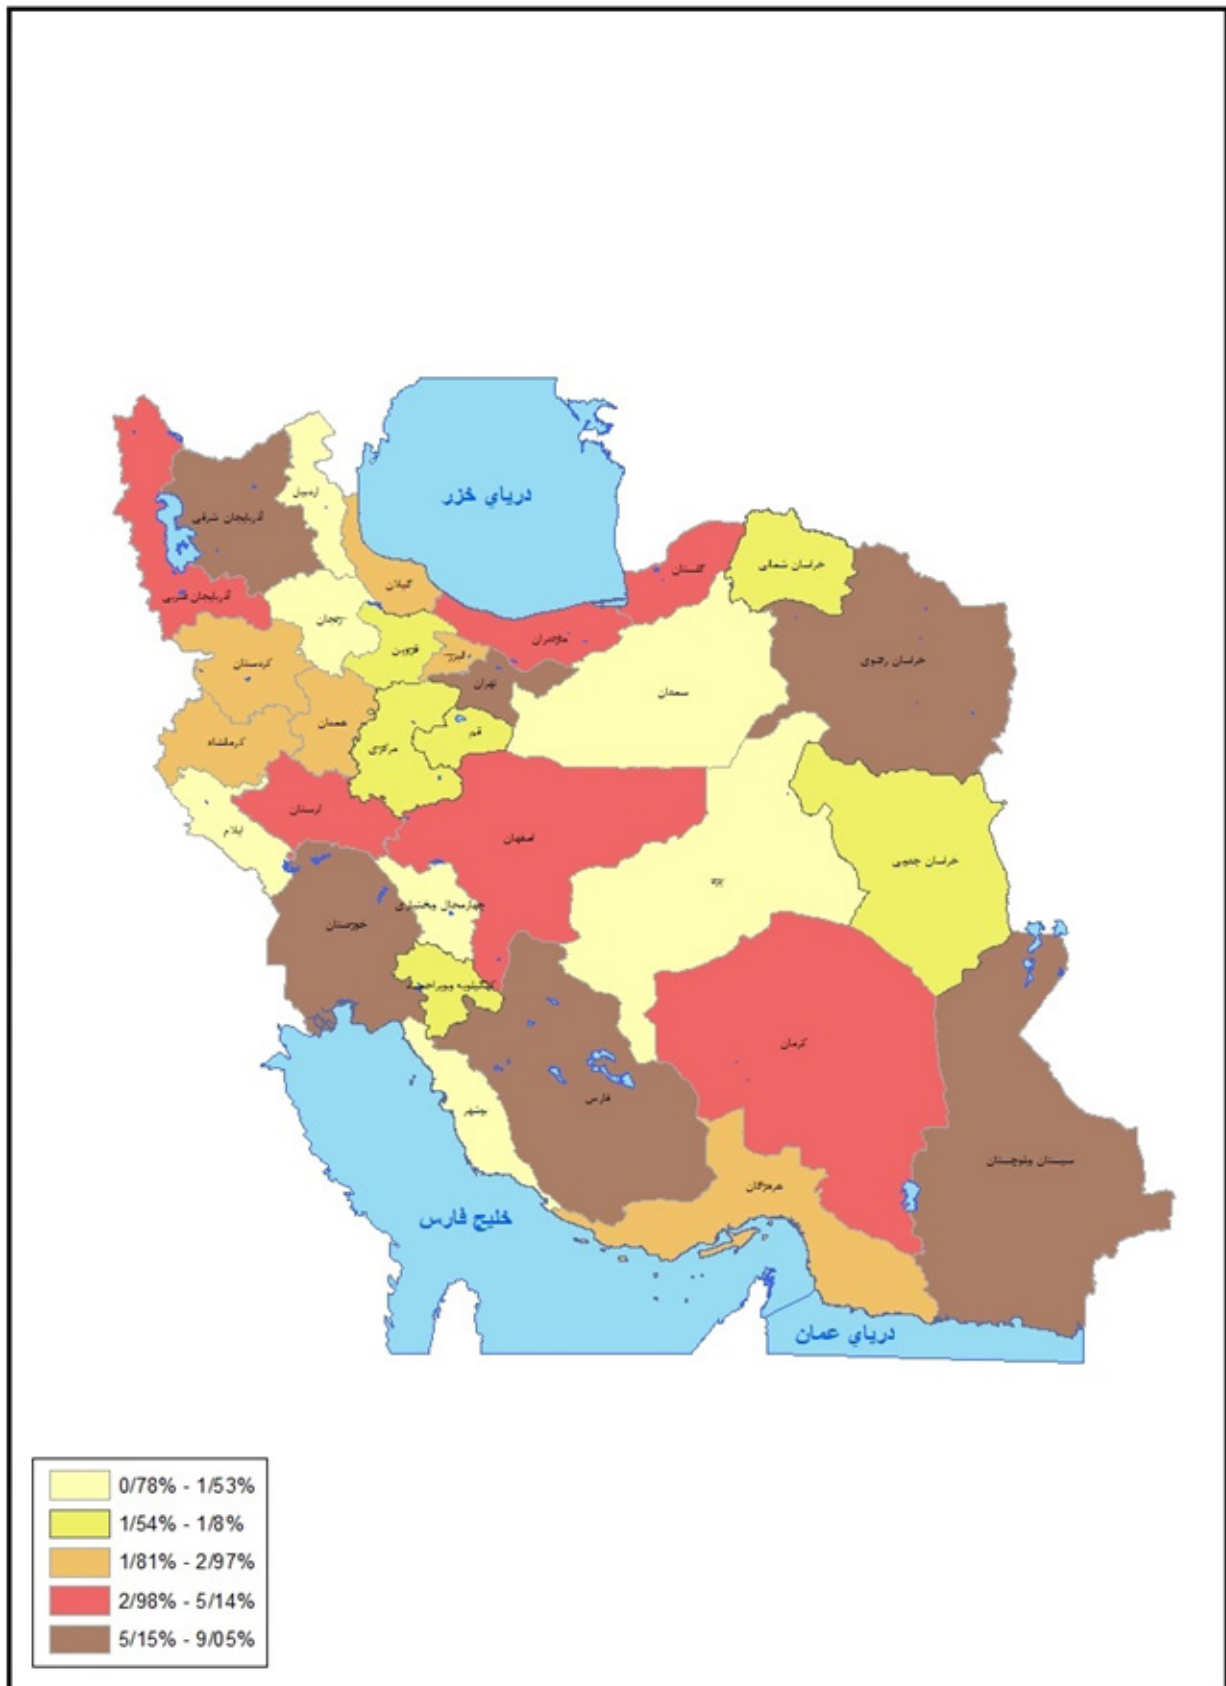 دریاي خزر
اردبیل
آذربایجان شرقی
گیلان
گلستان
خراسان شمالی
آذربایجان غربی
زنجان
مازندران
قزوین
البرز
خراسان رضوی
کردستان
تهران
سمنان
همدان
قم
کرمانشاه
مرکزی
لرستان
ایلام
اصفهان
خراسان جنوبی
یزد
چهارمحال وبختیاری
خوزستان
کهگیلویه وبویراحمد
کرمان
فارس
بوشهر
سیستان وبلوچستان
هرمزگان
خلیج فارس
دریاي عمان
0/78% - 1/53%
1/54% - 1/8%
1/81% - 2/97%
2/98% - 5/14%
5/15% - 9/05%